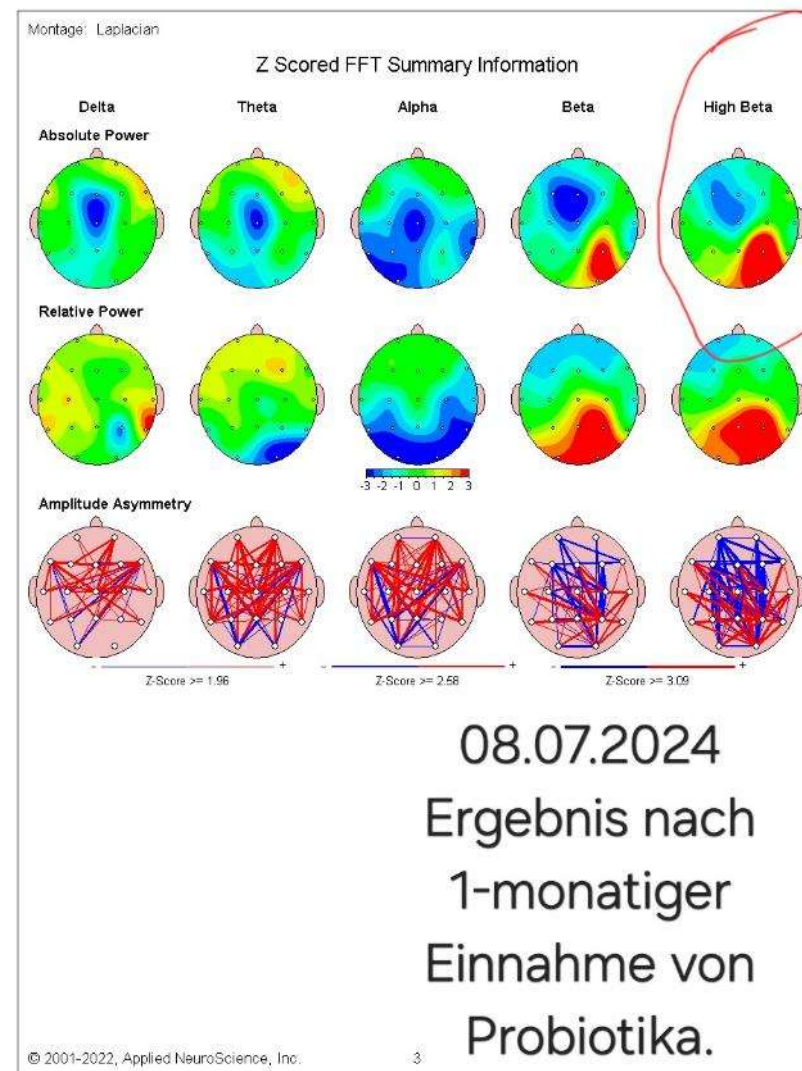 Montage: Laplacian
Z Scored FFT Summary Information
Delta Theta Alpha Beta High Beta
Absolute Power
Relative Power
-3 -2 -1 0 1 2 3
Amplitude Asymmetry
- + - + - +
Z-Score >= 1.96 Z-Score >= 2.58 Z-Score >= 3.09
08.07.2024
Ergebnis nach
1-monatiger
Einnahme von
Probiotika.
© 2001-2022, Applied NeuroScience, Inc. 3